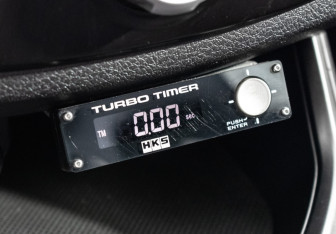 TURBO TIMER
TM 0.00 SEC
PUSH
ENTER
HKS